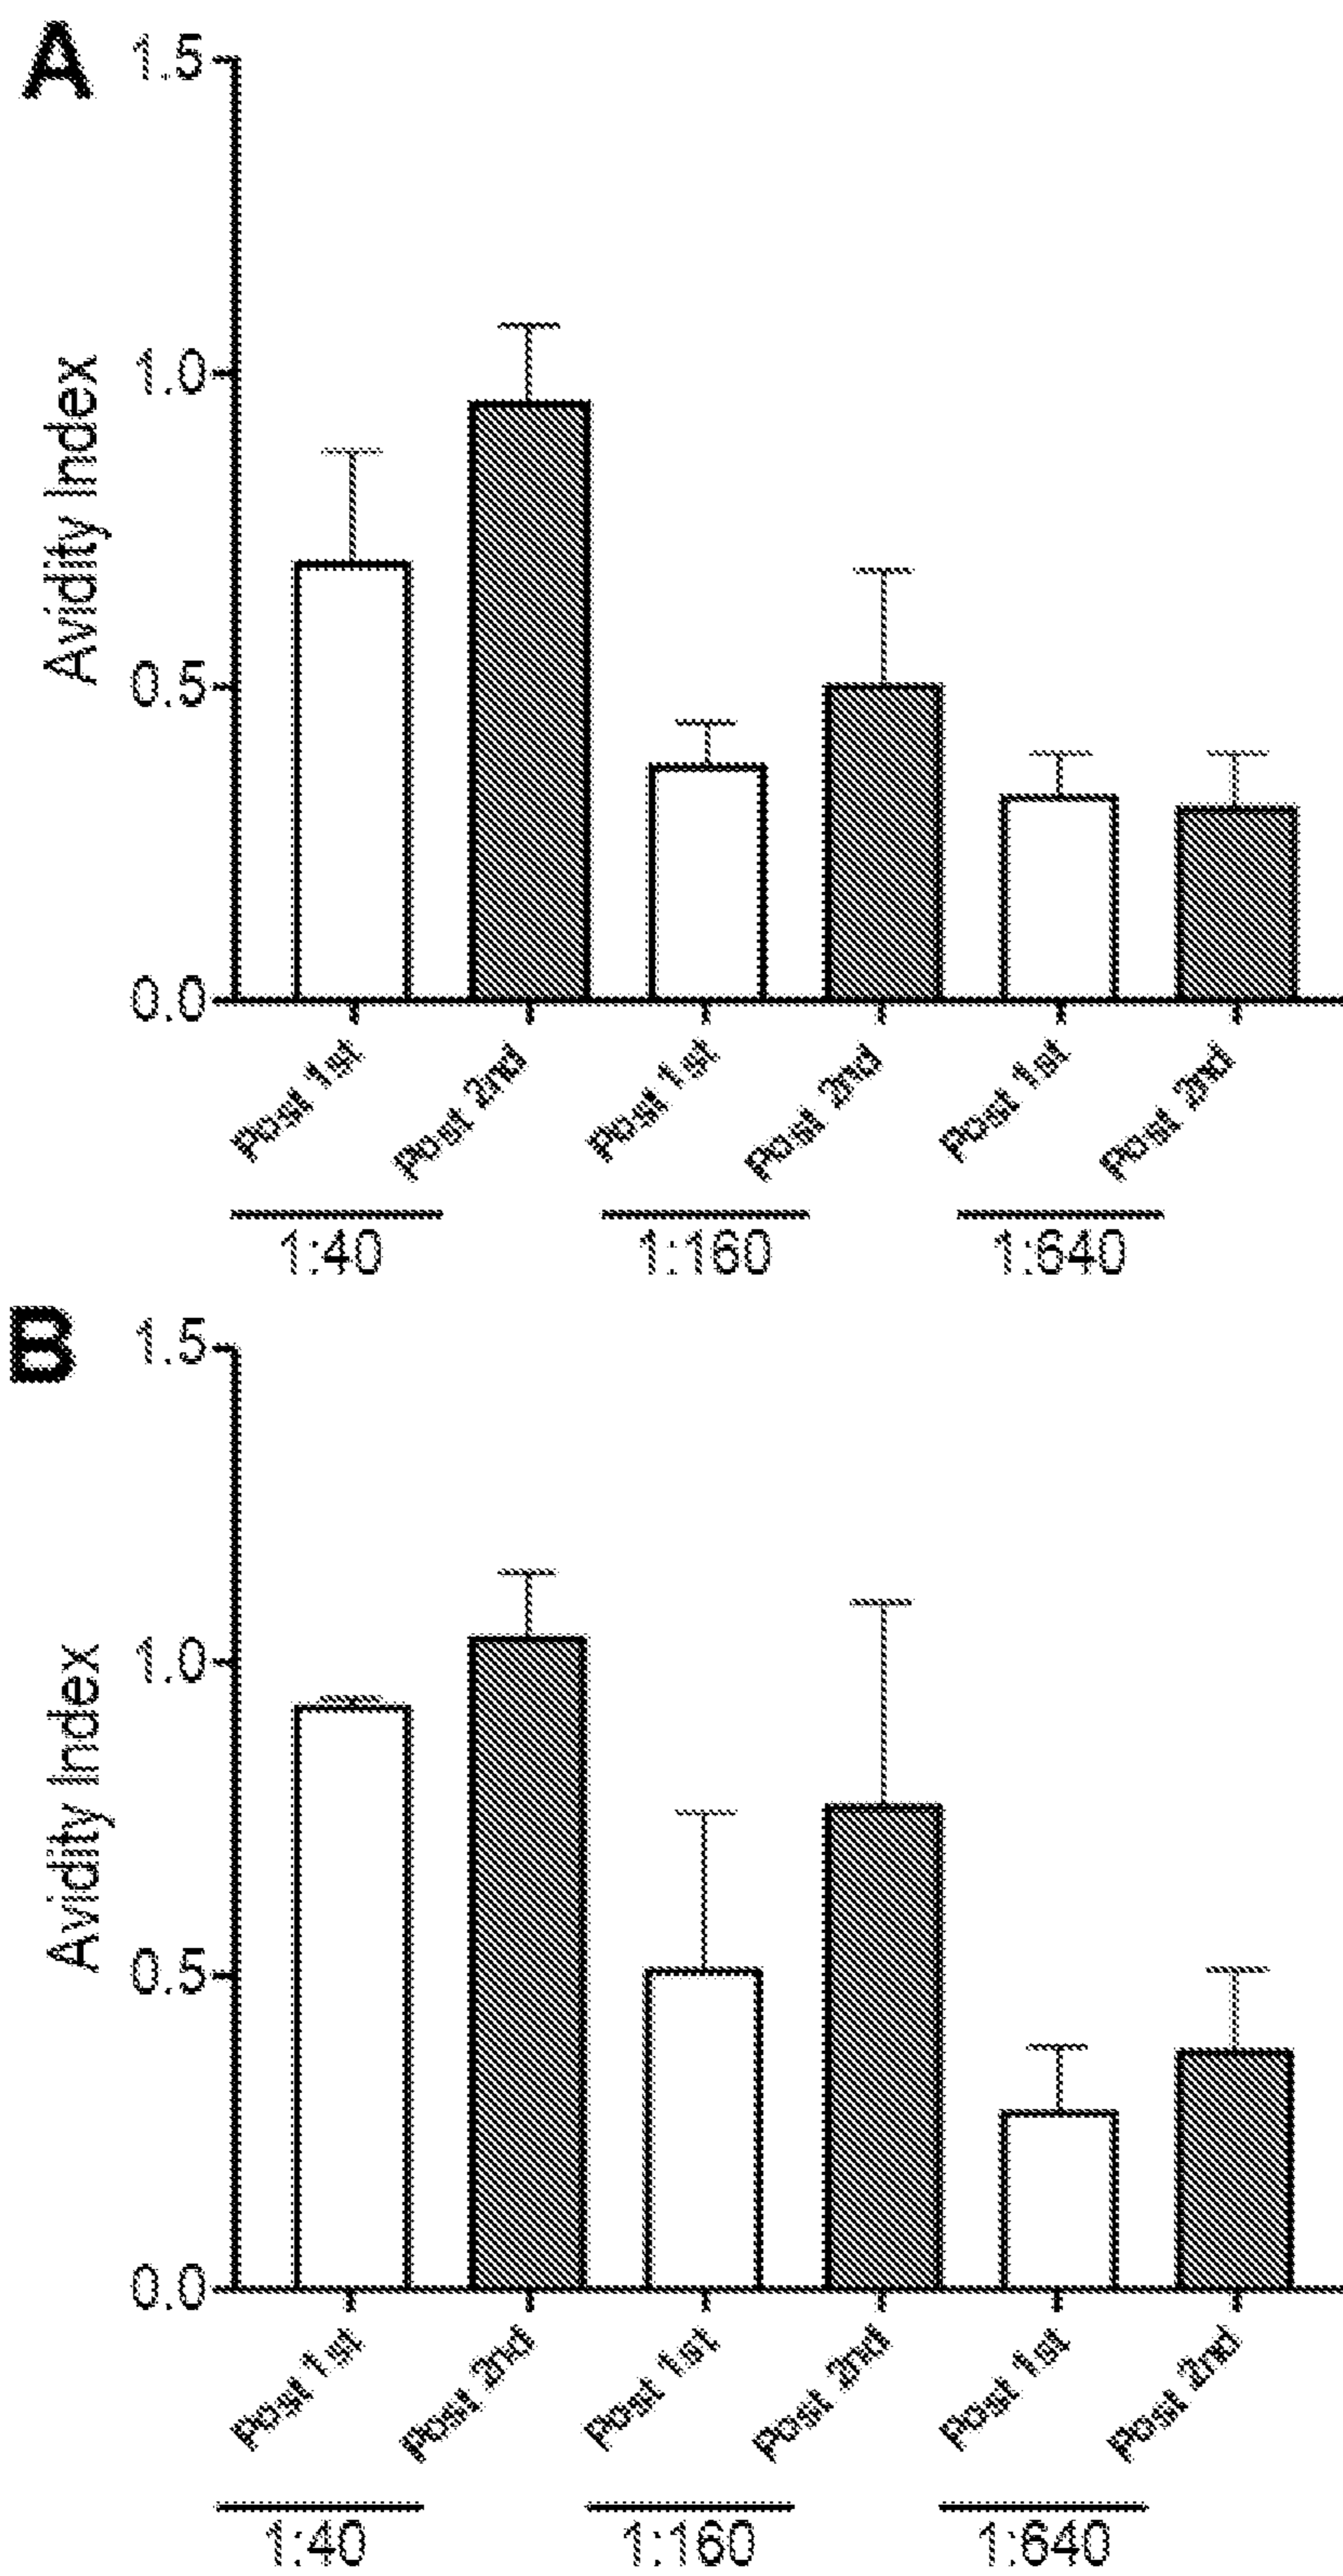 A
1.5
1.0
0.5
0.0
Avidity Index
Post 1st
Post 2nd
Post 1st
Post 2nd
Post 1st
Post 2nd
1:40
1:160
1:640
B
1.5
1.0
0.5
0.0
Avidity Index
Post 1st
Post 2nd
Post 1st
Post 2nd
Post 1st
Post 2nd
1:40
1:160
1:640